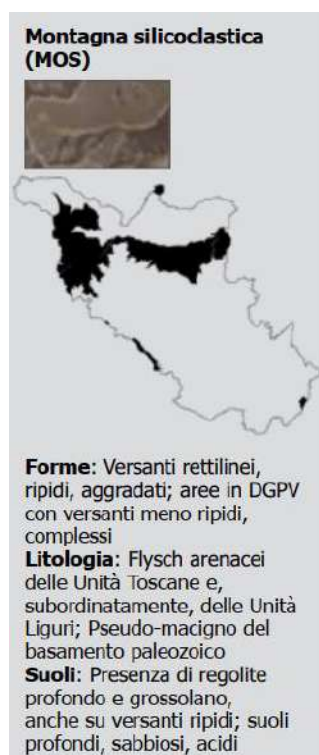 Montagna silicoclastica
(MOS)
Forme: Versanti rettilinei,
ripidi, aggradati; aree in DGPV
con versanti meno ripidi,
complessi
Litologia: Flysch arenacei
delle Unità Toscane e,
subordinatamente, delle Unità
Liguri; Pseudo-macigno del
basamento paleozoico
Suoli: Presenza di regolite
profondo e grossolano,
anche su versanti ripidi; suoli
profondi, sabbiosi, acidi